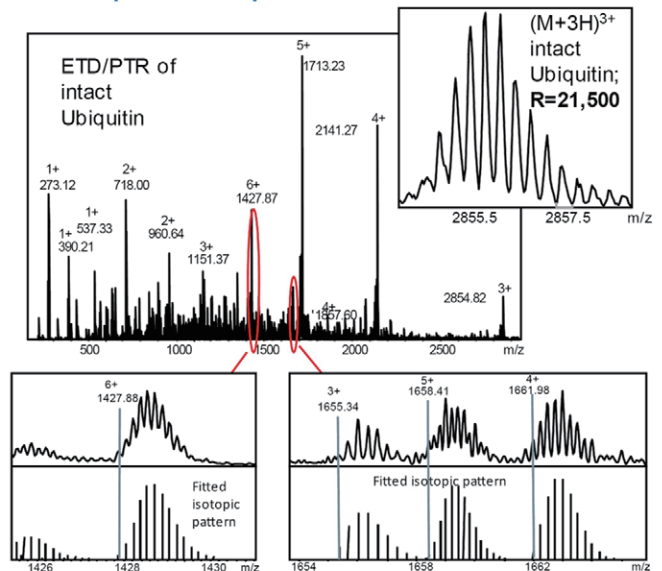 ETD/PTR of
intact
Ubiquitin
(M+3H)3+
intact
Ubiquitin;
R=21,500
2855.5
2857.5
m/z
5+
1713.23
4+
2141.27
1+
273.12
2+
718.00
6+
1427.87
1+
390.21
1+
537.33
2+
960.64
3+
1151.37
4+
1867.60
3+
2854.82
500
1000
1500
2000
2500
m/z
6+
1427.88
Fitted
isotopic
pattern
1426
1428
1430
m/z
3+
1655.34
5+
1658.41
4+
1661.98
Fitted isotopic pattern
1654
1658
1662
m/z